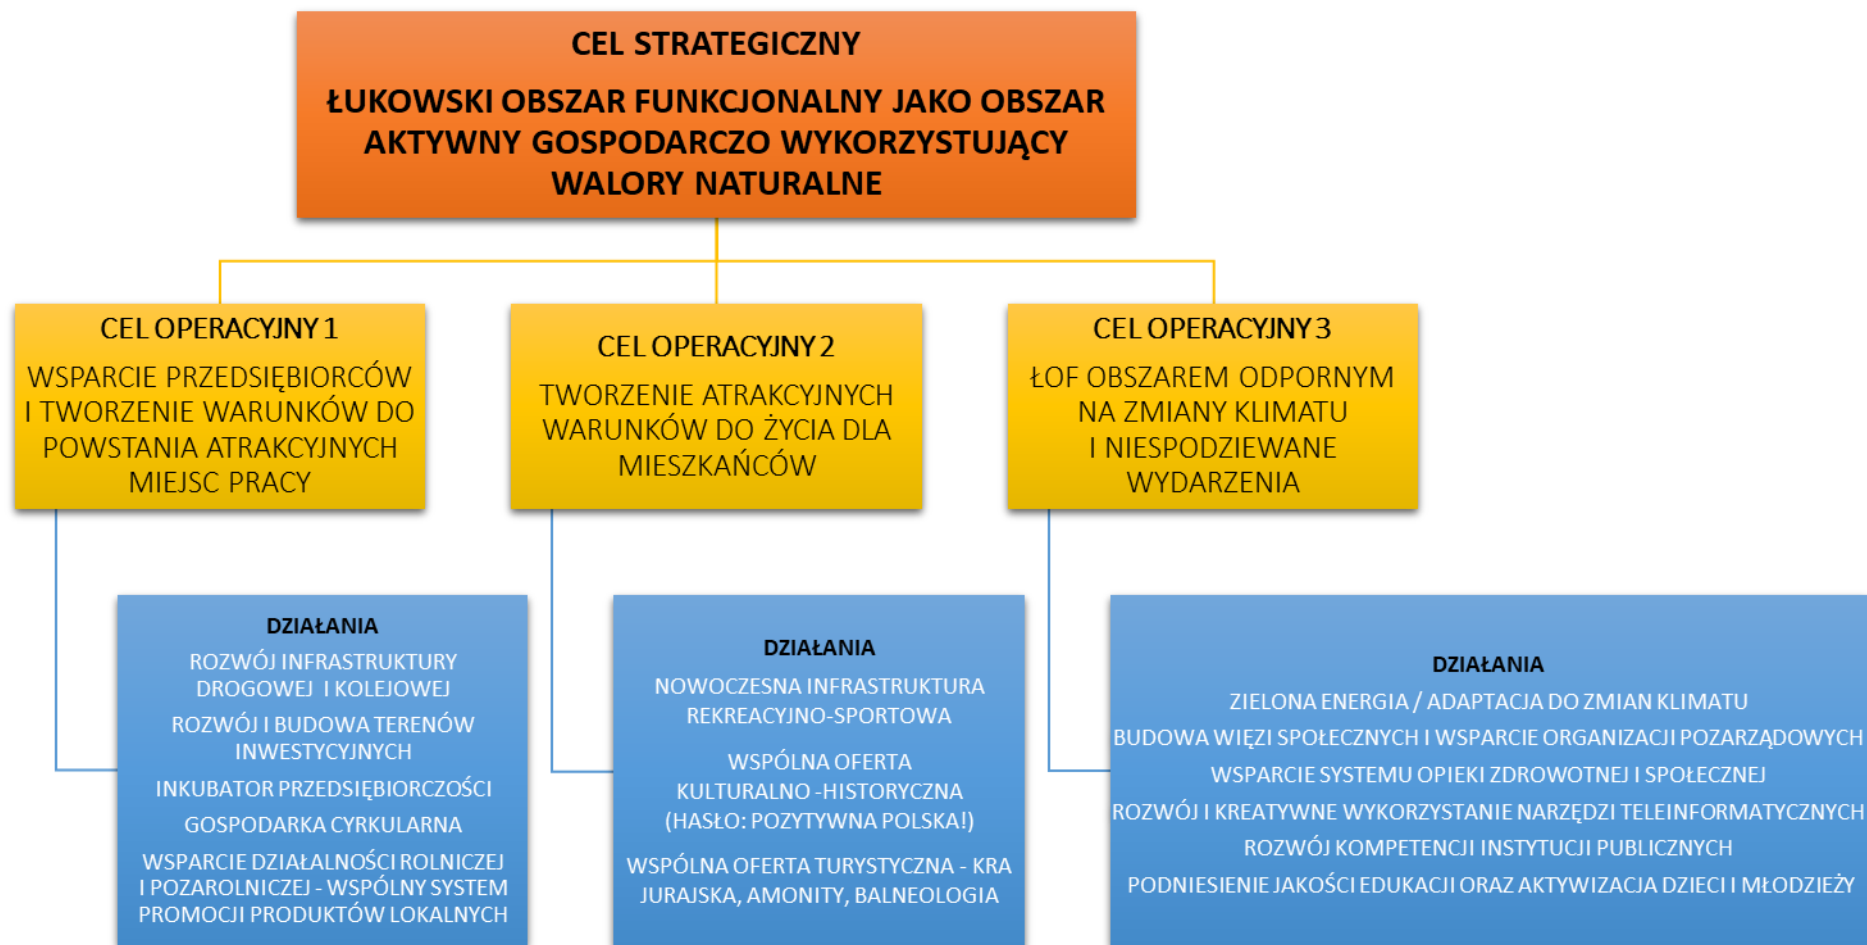 CEL STRATEGICZNY
ŁUKOWSKI OBSZAR FUNKCJONALNY JAKO OBSZAR
AKTYWNY GOSPODARCZO WYKORZYSTUJĄCY
WALORY NATURALNE
CEL OPERACYJNY 1
WSPARCIE PRZEDSIĘBIORCÓW
I TWORZENIE WARUNKÓW DO
POWSTANIA ATRAKCYJNYCH
MIEJSC PRACY
CEL OPERACYJNY 2
TWORZENIE ATRAKCYJNYCH
WARUNKÓW DO ŻYCIA DLA
MIESZKAŃCÓW
CEL OPERACYJNY 3
ŁOF OBSZAREM ODPORNYM
NA ZMIANY KLIMATU
I NIESPODZIEWANE
WYDARZENIA
DZIAŁANIA
ROZWÓJ INFRASTRUKTURY
DROGOWEJ I KOLEJOWEJ
ROZWÓJ I BUDOWA TERENÓW
INWESTYCYJNYCH
INKUBATOR PRZEDSIĘBIORCZOŚCI
GOSPODARKA CYRKULARNA
WSPARCIE DZIAŁALNOŚCI ROLNICZEJ
I POZAROLNICZEJ - WSPÓLNY SYSTEM
PROMOCJI PRODUKTÓW LOKALNYCH
DZIAŁANIA
NOWOCZESNA INFRASTRUKTURA
REKREACYJNO-SPORTOWA
WSPÓLNA OFERTA
KULTURALNO -HISTORYCZNA
(HASŁO: POZYTYWNA POLSKA!)
WSPÓLNA OFERTA TURYSTYCZNA - KRA
JURAJSKA, AMONITY, BALNEOLOGIA
DZIAŁANIA
ZIELONA ENERGIA / ADAPTACJA DO ZMIAN KLIMATU
BUDOWA WIĘZI SPOŁECZNYCH I WSPARCIE ORGANIZACJI POZARZĄDOWYCH
WSPARCIE SYSTEMU OPIEKI ZDROWOTNEJ I SPOŁECZNEJ
ROZWÓJ I KREATYWNE WYKORZYSTANIE NARZĘDZI TELEINFORMATYCZNYCH
ROZWÓJ KOMPETENCJI INSTYTUCJI PUBLICZNYCH
PODNIESIENIE JAKOŚCI EDUKACJI ORAZ AKTYWIZACJA DZIECI I MŁODZIEŻY